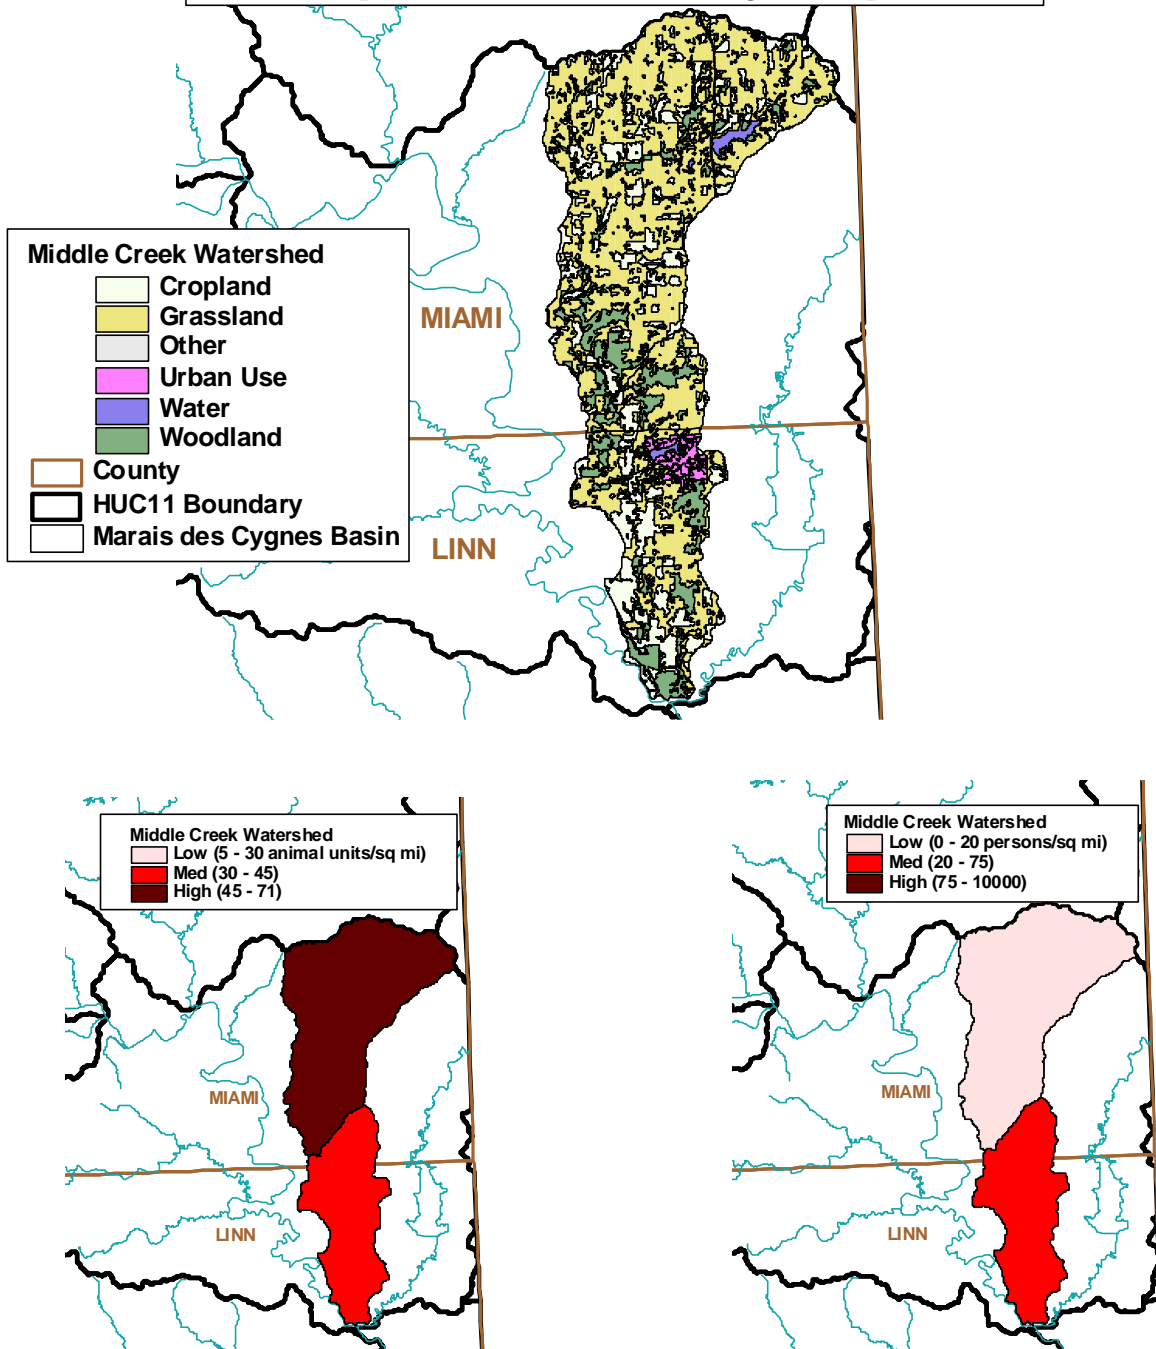 Middle Creek Watershed
Cropland
Grassland
Other
Urban Use
Water
Woodland
County
HUC11 Boundary
Marais des Cygnes Basin
MIAMI
LINN
Middle Creek Watershed
Low (5 - 30 animal units/sq mi)
Med (30 - 45)
High (45 - 71)
MIAMI
LINN
Middle Creek Watershed
Low (0 - 20 persons/sq mi)
Med (20 - 75)
High (75 - 10000)
MIAMI
LINN